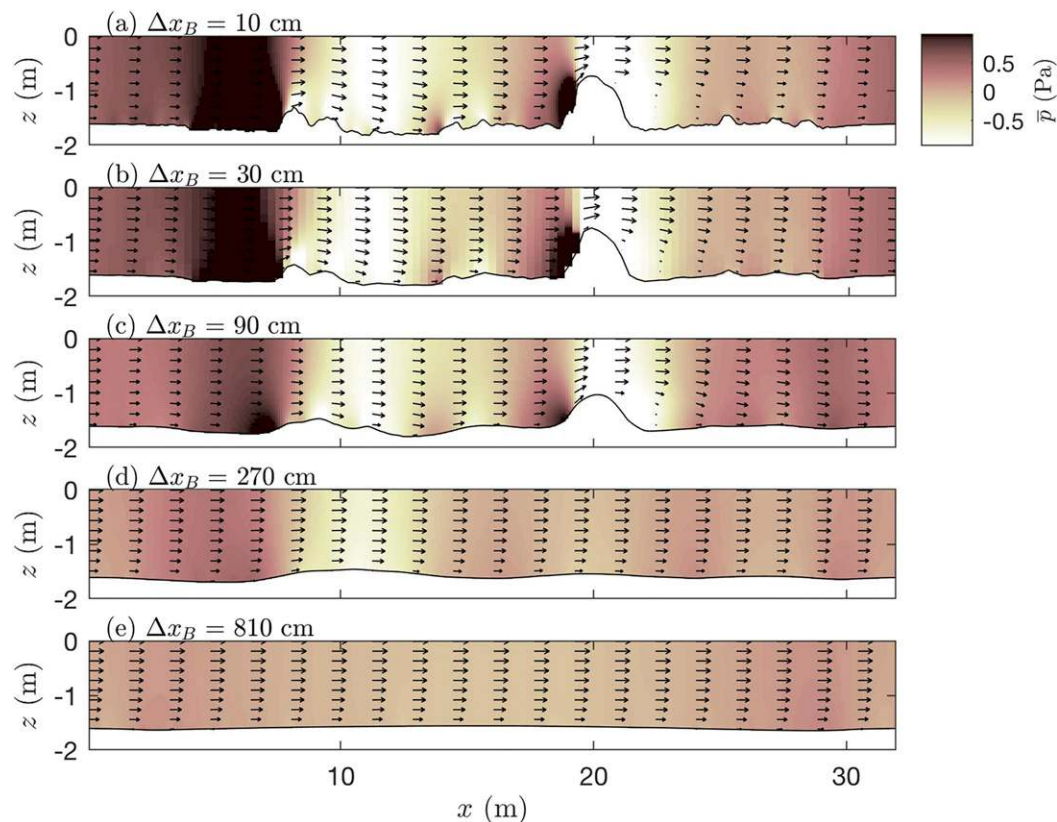 (a) Δx_B = 10 cm
0
-1
-2
z (m)
0.5
0
-0.5
p̅ (Pa)
(b) Δx_B = 30 cm
0
-1
-2
z (m)
(c) Δx_B = 90 cm
0
-1
-2
z (m)
(d) Δx_B = 270 cm
0
-1
-2
z (m)
(e) Δx_B = 810 cm
0
-1
-2
z (m)
10 20 30
x (m)